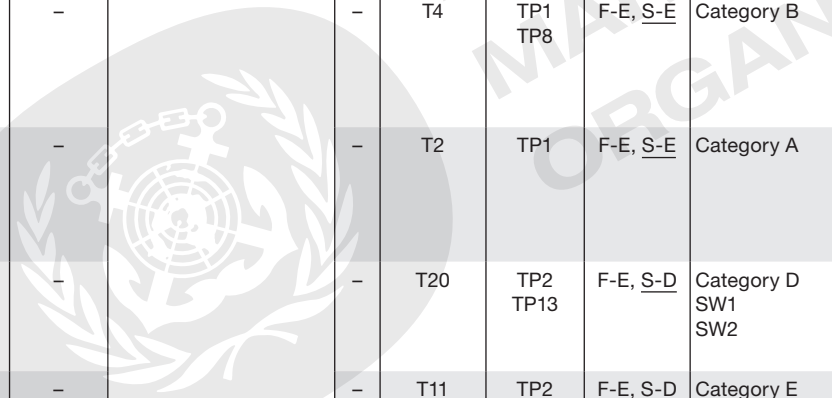 – – T4 TP1 F-E, S-E Category B
TP8
– – T2 TP1 F-E, S-E Category A
– – T20 TP2 F-E, S-D Category D
TP13 SW1
SW2
– – T11 TP2 F-E, S-D Category E